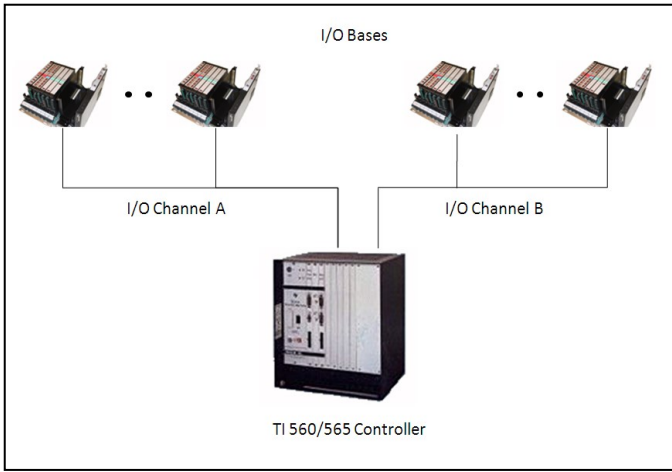 I/O Bases
I/O Channel A
I/O Channel B
TI 560/565 Controller